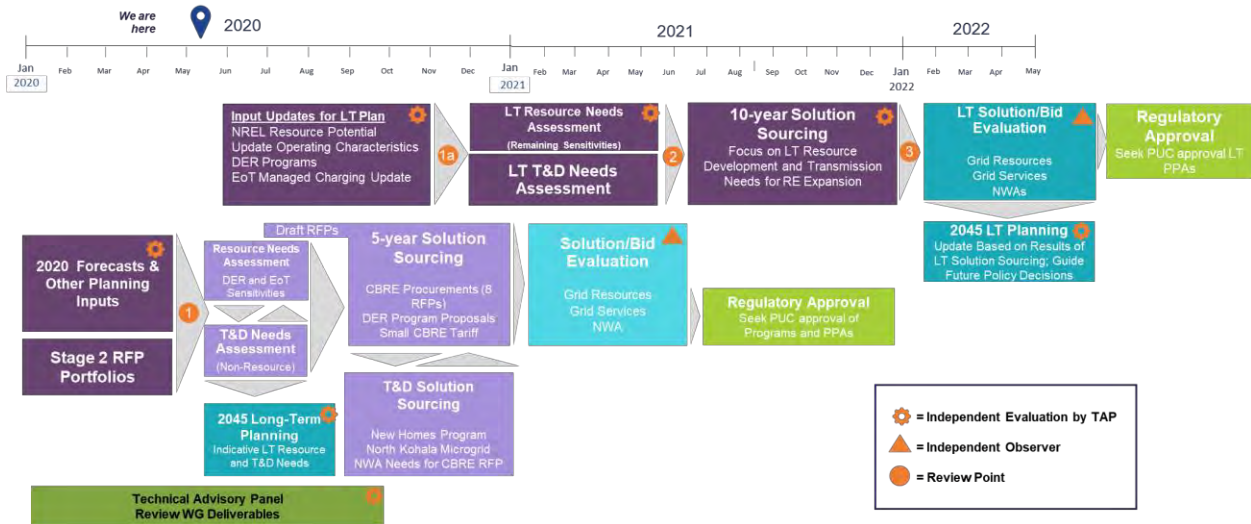 We are
here
2020
2021
2022
Jan
2020
Feb
Mar
Apr
May
Jun
Jul
Aug
Sep
Oct
Nov
Dec
Jan
2021
Feb
Mar
Apr
May
Jun
Jul
Aug
Sep
Oct
Nov
Dec
Jan
2022
Feb
Mar
Apr
May
Input Updates for LT Plan
NREL Resource Potential
Update Operating Characteristics
DER Programs
EoT Managed Charging Update
1a
LT Resource Needs
Assessment
(Remaining Sensitivities)
LT T&D Needs
Assessment
2
10-year Solution
Sourcing
Focus on LT Resource
Development and Transmission
Needs for RE Expansion
3
LT Solution/Bid
Evaluation
Grid Resources
Grid Services
NWAs
Regulatory
Approval
Seek PUC approval LT
PPAs
2045 LT Planning
Update Based on Results of
LT Solution Sourcing; Guide
Future Policy Decisions
2020 Forecasts &
Other Planning
Inputs
Stage 2 RFP
Portfolios
1
Resource Needs
Assessment
DER and EoT
Sensitivities
T&D Needs
Assessment
(Non-Resource)
2045 Long-Term
Planning
Indicative LT Resource
and T&D Needs
Draft RFPs
5-year Solution
Sourcing
CBRE Procurements (8
RFPs)
DER Program Proposals
Small CBRE Tariff
T&D Solution
Sourcing
New Homes Program
North Kohala Microgrid
NWA Needs for CBRE RFP
Solution/Bid
Evaluation
Grid Resources
Grid Services
NWA
Regulatory Approval
Seek PUC approval of
Programs and PPAs
Technical Advisory Panel
Review WG Deliverables
= Independent Evaluation by TAP
= Independent Observer
= Review Point